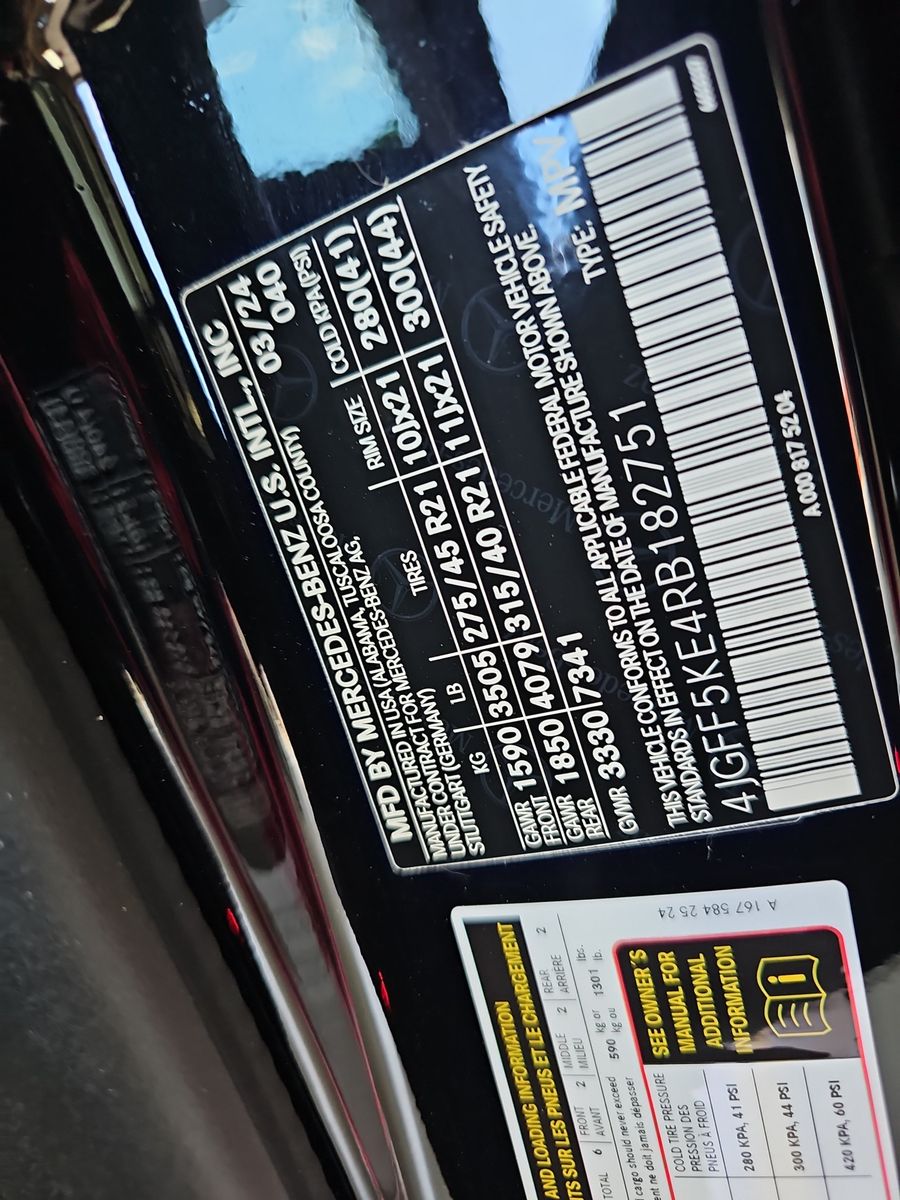 MFD BY MERCEDES-BENZ U.S. INTL., INC
MANUFACTURED IN USA (ALABAMA, TUSCALOOSA COUNTY) 03/24
UNDER CONTRACT FOR MERCEDES-BENZ AG, 040
STUTTGART (GERMANY)
KG LB TIRES RIM SIZE COLD KPA (PSI)
GAWR FRONT 1590 3505 275/45 R21 10Jx21 280(41)
GAWR REAR 1850 4079 315/40 R21 11Jx21 300(44)
GVWR 3330 7341
THIS VEHICLE CONFORMS TO ALL APPLICABLE FEDERAL MOTOR VEHICLE SAFETY
STANDARDS IN EFFECT ON THE DATE OF MANUFACTURE SHOWN ABOVE.
4JGFF5KE4RB182751 TYPE: MPV
A 000 817 52 04
AND LOADING INFORMATION
TS SUR LES PNEUS ET LE CHARGEMENT
TOTAL 6 FRONT AVANT 2 MIDDLE MILIEU 2 REAR ARRIÈRE 2
cargo should never exceed 590 kg or 1301 lbs.
ent ne doit jamais dépasser kg ou lb.
COLD TIRE PRESSURE
PRESSION DES
PNEUS À FROID
280 KPA, 41 PSI
300 KPA, 44 PSI
420 KPA, 60 PSI
SEE OWNER'S
MANUAL FOR
ADDITIONAL
INFORMATION
A 167 584 25 24